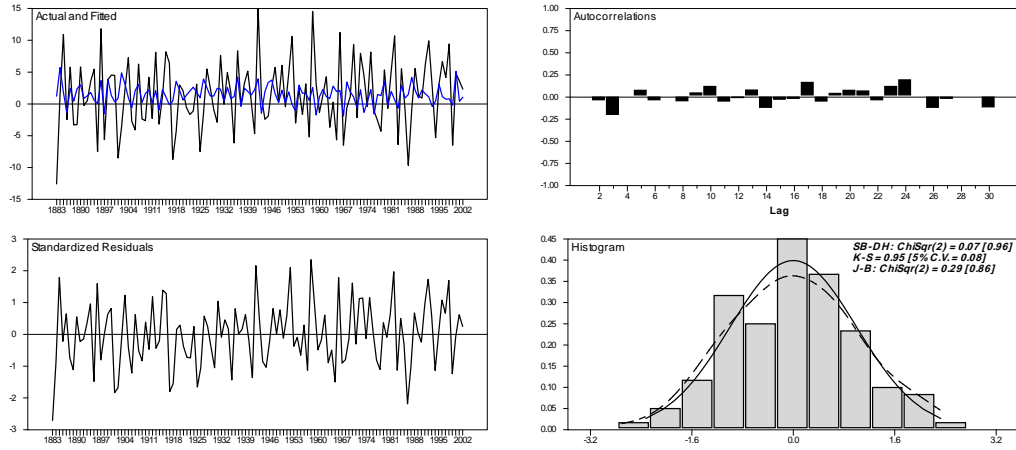 Actual and Fitted
15
10
5
0
-5
-10
-15
1883 1890 1897 1904 1911 1918 1925 1932 1939 1946 1953 1960 1967 1974 1981 1988 1995 2002
Autocorrelations
1.00
0.75
0.50
0.25
0.00
-0.25
-0.50
-0.75
-1.00
2 4 6 8 10 12 14 16 18 20 22 24 26 28 30
Lag
Standardized Residuals
3
2
1
0
-1
-2
-3
1883 1890 1897 1904 1911 1918 1925 1932 1939 1946 1953 1960 1967 1974 1981 1988 1995 2002
Histogram
SB-DH: ChiSqr(2) = 0.07 [0.96]
K-S = 0.95 [5% C.V. = 0.08]
J-B: ChiSqr(2) = 0.29 [0.86]
0.45
0.40
0.35
0.30
0.25
0.20
0.15
0.10
0.05
0.00
-3.2 -1.6 0.0 1.6 3.2